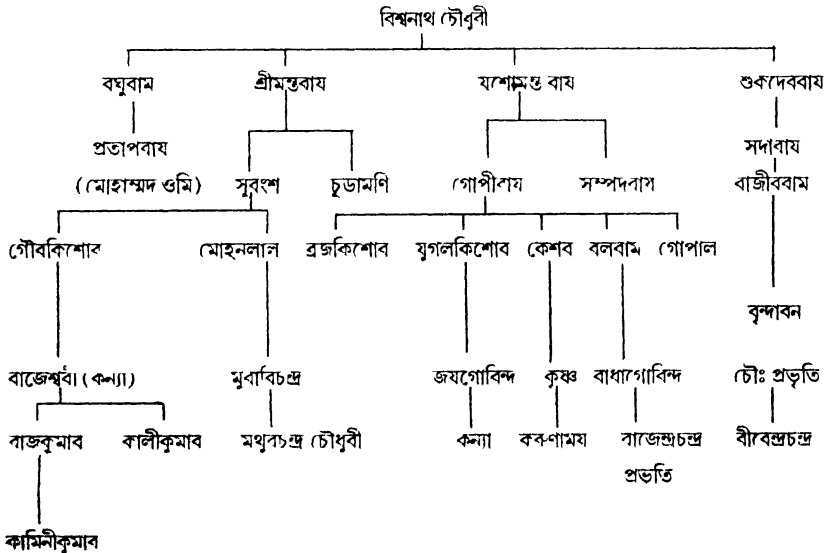 বিশ্বনাথ চৌধুরী
রঘুরাম শ্রীমন্তরায় যশোমন্ত রায় শুকদেবরায়
প্রতাপরায় সদারায়
(মোহাম্মদ ওমি) সুবংশ চূড়ামণি গোপীরায় সম্পদরায় রাজীবরাম
গৌরকিশোর মোহনলাল ব্রজকিশোর যুগলকিশোর কেশব বলরাম গোপাল
বৃন্দাবন
রাজেশ্বরী (কন্যা) মুরারিচন্দ্র জয়গোবিন্দ কৃষ্ণ রাধাগোবিন্দ চৌঃ প্রভৃতি
রাজকুমার কালীকুমার মথুরচন্দ্র চৌধুরী কন্যা করুণাময় রাজেন্দ্রচন্দ্র বীরেন্দ্রচন্দ্র
প্রভৃতি
কামিনীকুমার